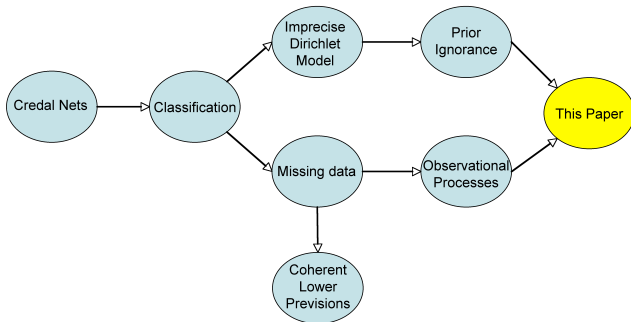 Credal Nets
Classification
Imprecise
Dirichlet
Model
Prior
Ignorance
This Paper
Missing data
Observational
Processes
Coherent
Lower
Previsions